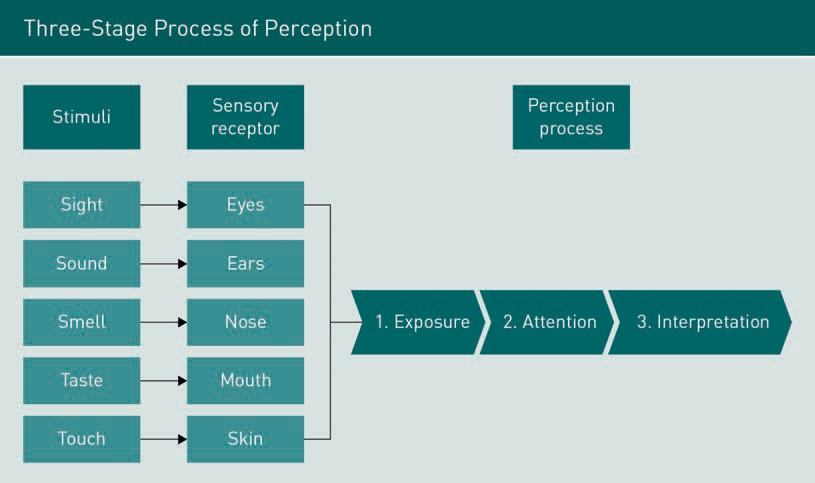 Three-Stage Process of Perception
Stimuli
Sensory
receptor
Perception
process
Sight
Eyes
Sound
Ears
Smell
Nose
Taste
Mouth
Touch
Skin
1. Exposure
2. Attention
3. Interpretation